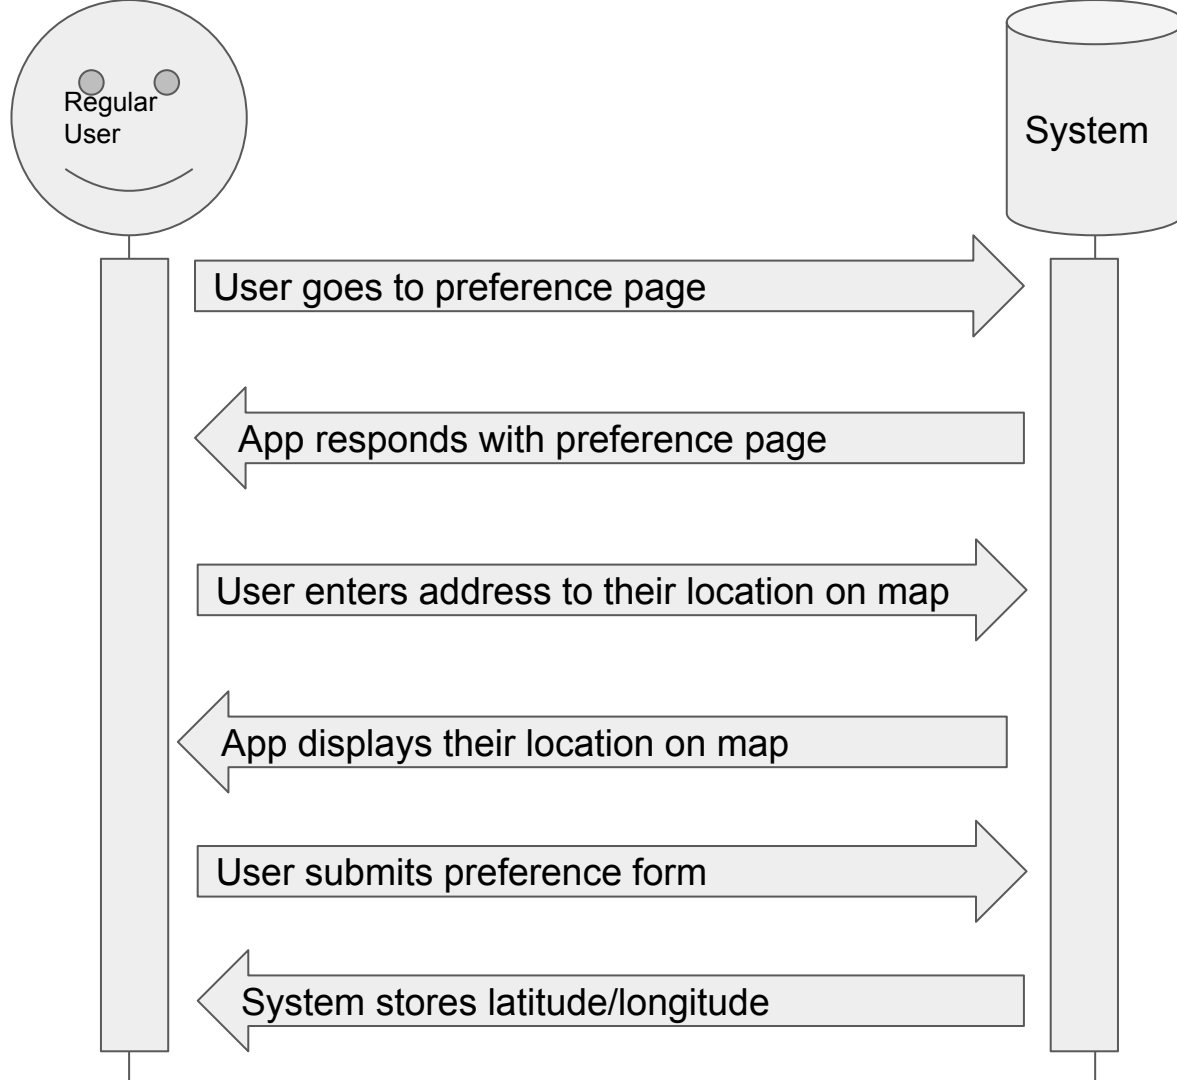 Regular
User
System
User goes to preference page
App responds with preference page
User enters address to their location on map
App displays their location on map
User submits preference form
System stores latitude/longitude